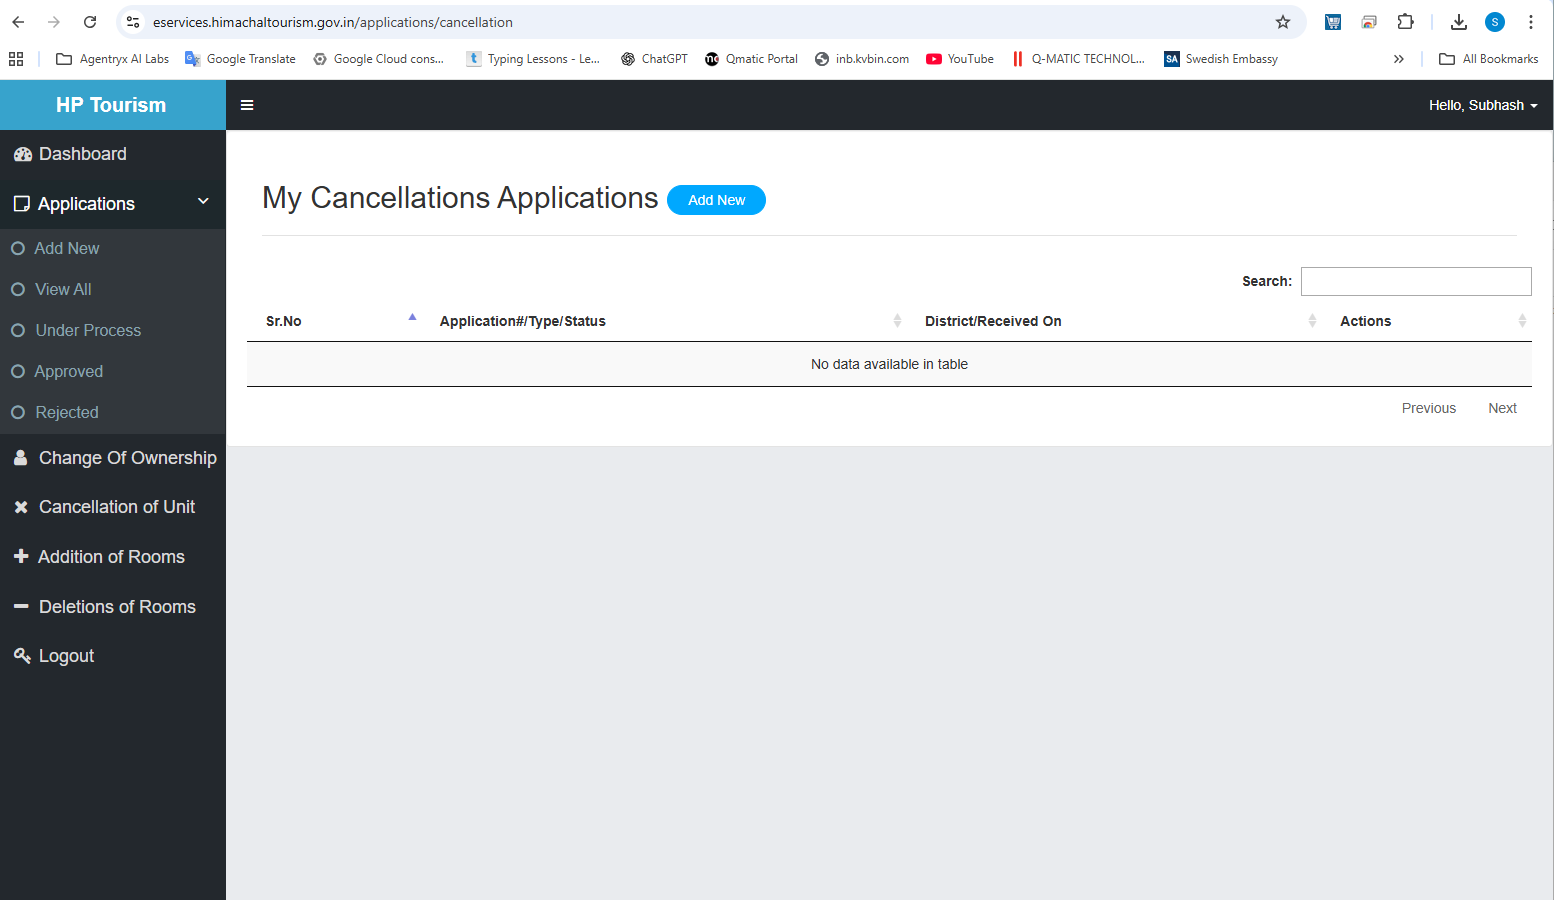 eservices.himachaltourism.gov.in/applications/cancellation
S
Agentryx AI Labs
Google Translate
Google Cloud cons...
t
Typing Lessons - Le...
ChatGPT
Qmatic Portal
inb.kvbin.com
YouTube
Q-MATIC TECHNOL...
SA
Swedish Embassy
All Bookmarks
HP Tourism
Hello, Subhash
Dashboard
Applications
Add New
View All
Under Process
Approved
Rejected
Change Of Ownership
Cancellation of Unit
Addition of Rooms
Deletions of Rooms
Logout
My Cancellations Applications
Add New
Search:
Sr.No
Application#/Type/Status
District/Received On
Actions
No data available in table
Previous
Next